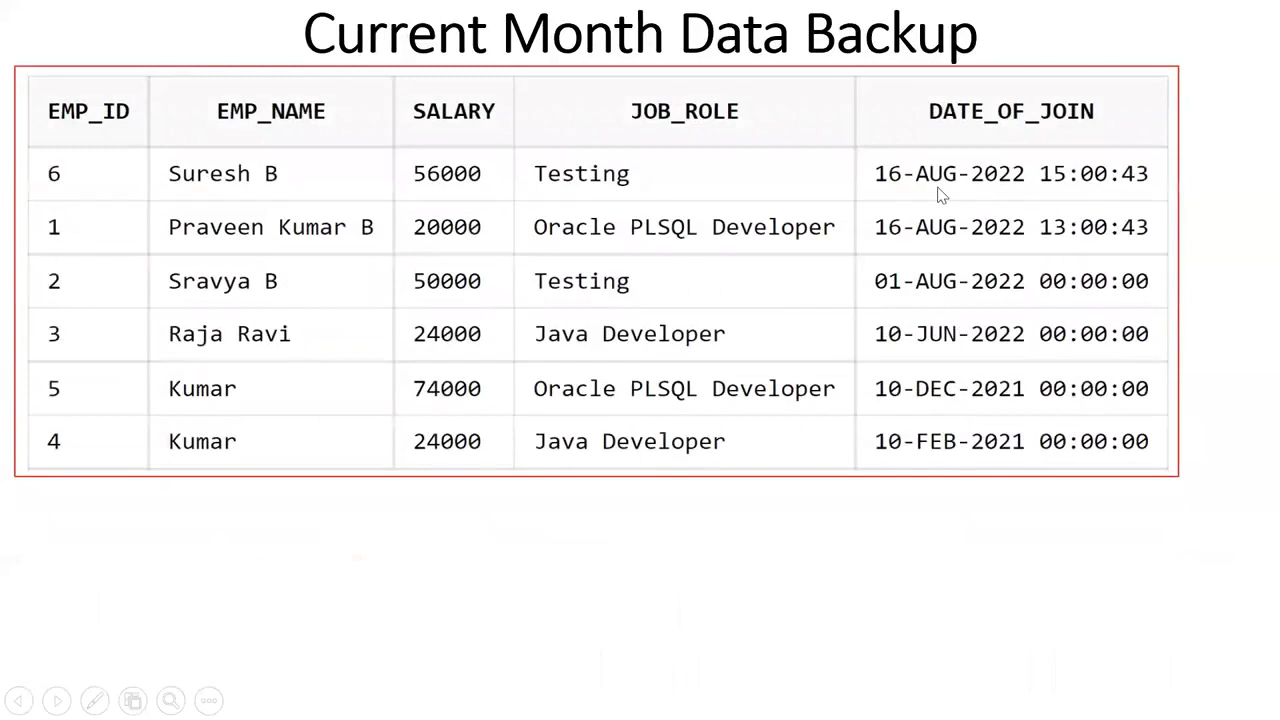 Current Month Data Backup
EMP_ID EMP_NAME SALARY JOB_ROLE DATE_OF_JOIN
6 Suresh B 56000 Testing 16-AUG-2022 15:00:43
1 Praveen Kumar B 20000 Oracle PLSQL Developer 16-AUG-2022 13:00:43
2 Sravya B 50000 Testing 01-AUG-2022 00:00:00
3 Raja Ravi 24000 Java Developer 10-JUN-2022 00:00:00
5 Kumar 74000 Oracle PLSQL Developer 10-DEC-2021 00:00:00
4 Kumar 24000 Java Developer 10-FEB-2021 00:00:00